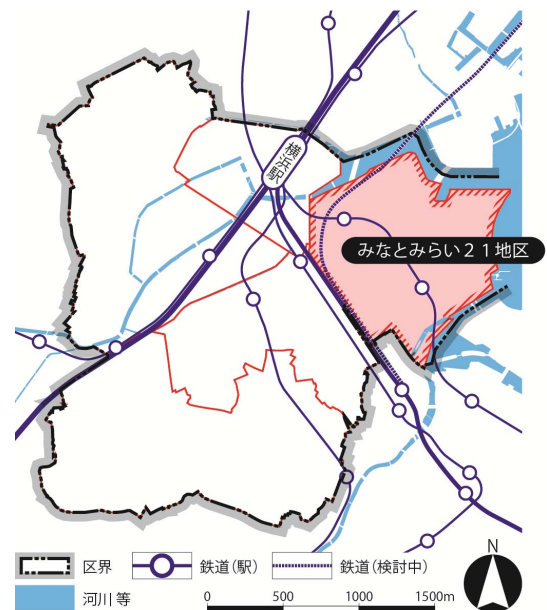 横浜駅
みなとみらい２１地区
区界
鉄道（駅）
鉄道（検討中）
河川等
0 500 1000 1500m
N